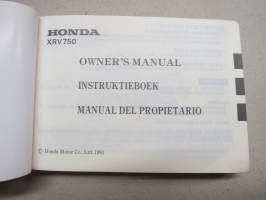 HONDA
XRV750
OWNER'S MANUAL
INSTRUKTIEBOEK
MANUAL DEL PROPIETARIO
© Honda Motor Co., Ltd. 1993